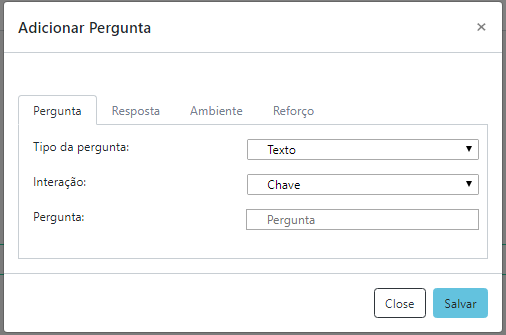 Adicionar Pergunta ×
Pergunta Resposta Ambiente Reforço
Tipo da pergunta: Texto
Interação: Chave
Pergunta: Pergunta
Close Salvar